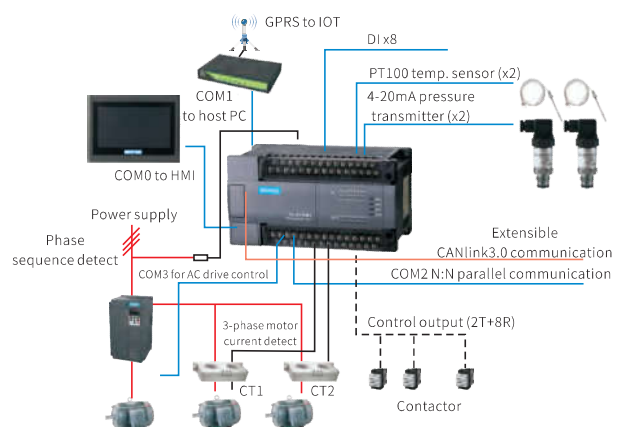 GPRS to IOT
DI x8
PT100 temp. sensor (x2)
COM1
to host PC
4-20mA pressure
transmitter (x2)
COM0 to HMI
Power supply
Phase
sequence detect
Extensible
CANlink3.0 communication
COM3 for AC drive control
COM2 N:N parallel communication
3-phase motor
current detect
Control output (2T+8R)
CT1
CT2
Contactor